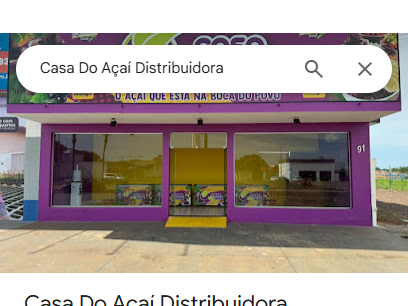 Casa Do Açaí Distribuidora
O AÇAÍ QUE ESTÁ NA BOCA DO POVO
91
Casa Do Açaí Distribuidora